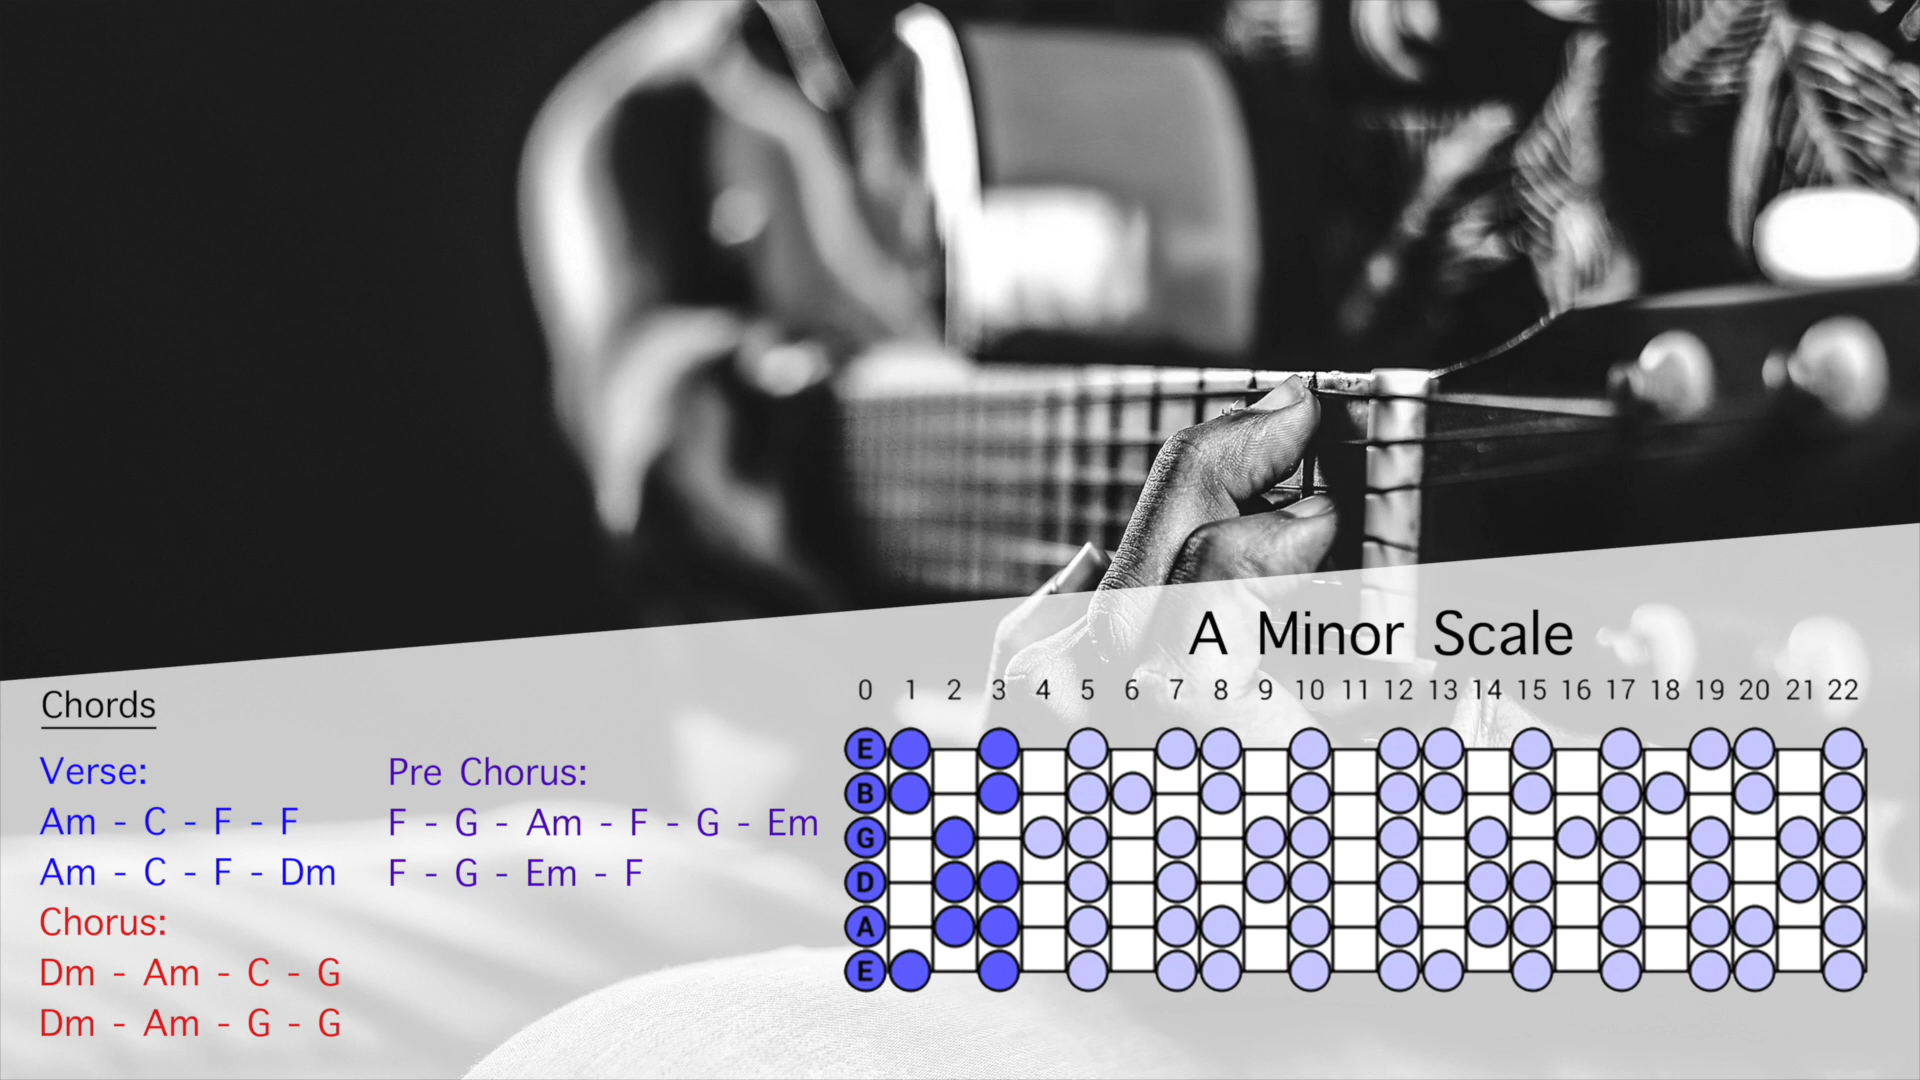 A Minor Scale
0 1 2 3 4 5 6 7 8 9 10 11 12 13 14 15 16 17 18 19 20 21 22
E
B
G
D
A
E
Chords
Verse:
Am - C - F - F
Am - C - F - Dm
Chorus:
Dm - Am - C - G
Dm - Am - G - G
Pre Chorus:
F - G - Am - F - G - Em
F - G - Em - F